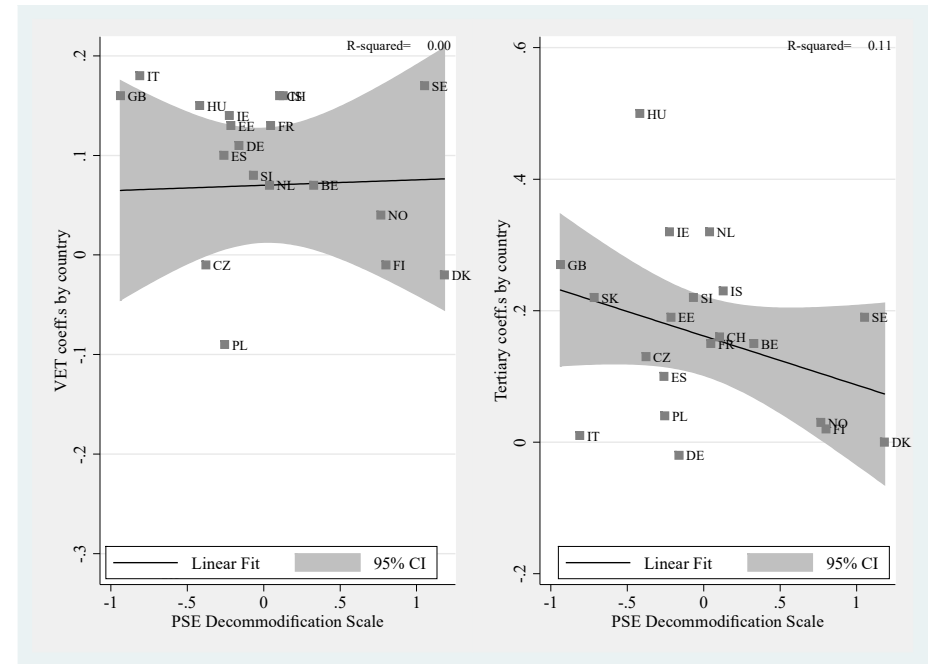 R-squared= 0.00
VET coeff.s by country
.2
.1
0
-.1
-.2
-.3
IT
GB
HU
IE
EE
DE
ES
SI
NL
CH
FR
BE
SE
NO
FI
DK
CZ
PL
Linear Fit
95% CI
-1
-.5
0
.5
1
PSE Decommodification Scale
R-squared= 0.11
Tertiary coeff.s by country
.6
.4
.2
0
-.2
HU
IE
NL
GB
SK
SI
IS
EE
SE
CH
FR
BE
CZ
ES
PL
IT
DE
NO
FI
DK
Linear Fit
95% CI
-1
-.5
0
.5
1
PSE Decommodification Scale